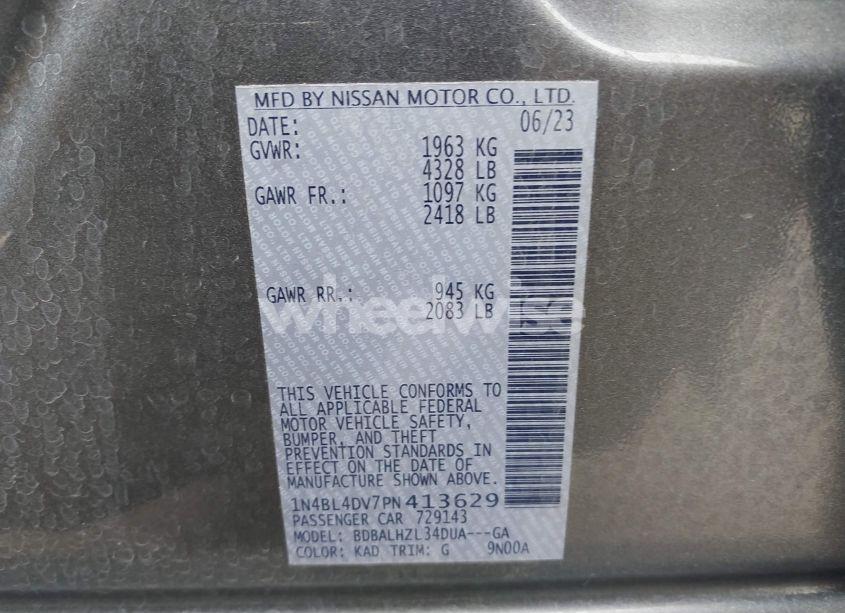 MFD BY NISSAN MOTOR CO., LTD.
DATE: 06/23
GVWR: 1963 KG
4328 LB
GAWR FR.: 1097 KG
2418 LB
GAWR RR.: 945 KG
2083 LB
wheelwise
THIS VEHICLE CONFORMS TO
ALL APPLICABLE FEDERAL
MOTOR VEHICLE SAFETY,
BUMPER, AND THEFT
PREVENTION STANDARDS IN
EFFECT ON THE DATE OF
MANUFACTURE SHOWN ABOVE.
1N4BL4DV7PN413629
PASSENGER CAR 729143
MODEL: BDBALHZL34DUA---GA
COLOR: KAD TRIM: G 9N00A